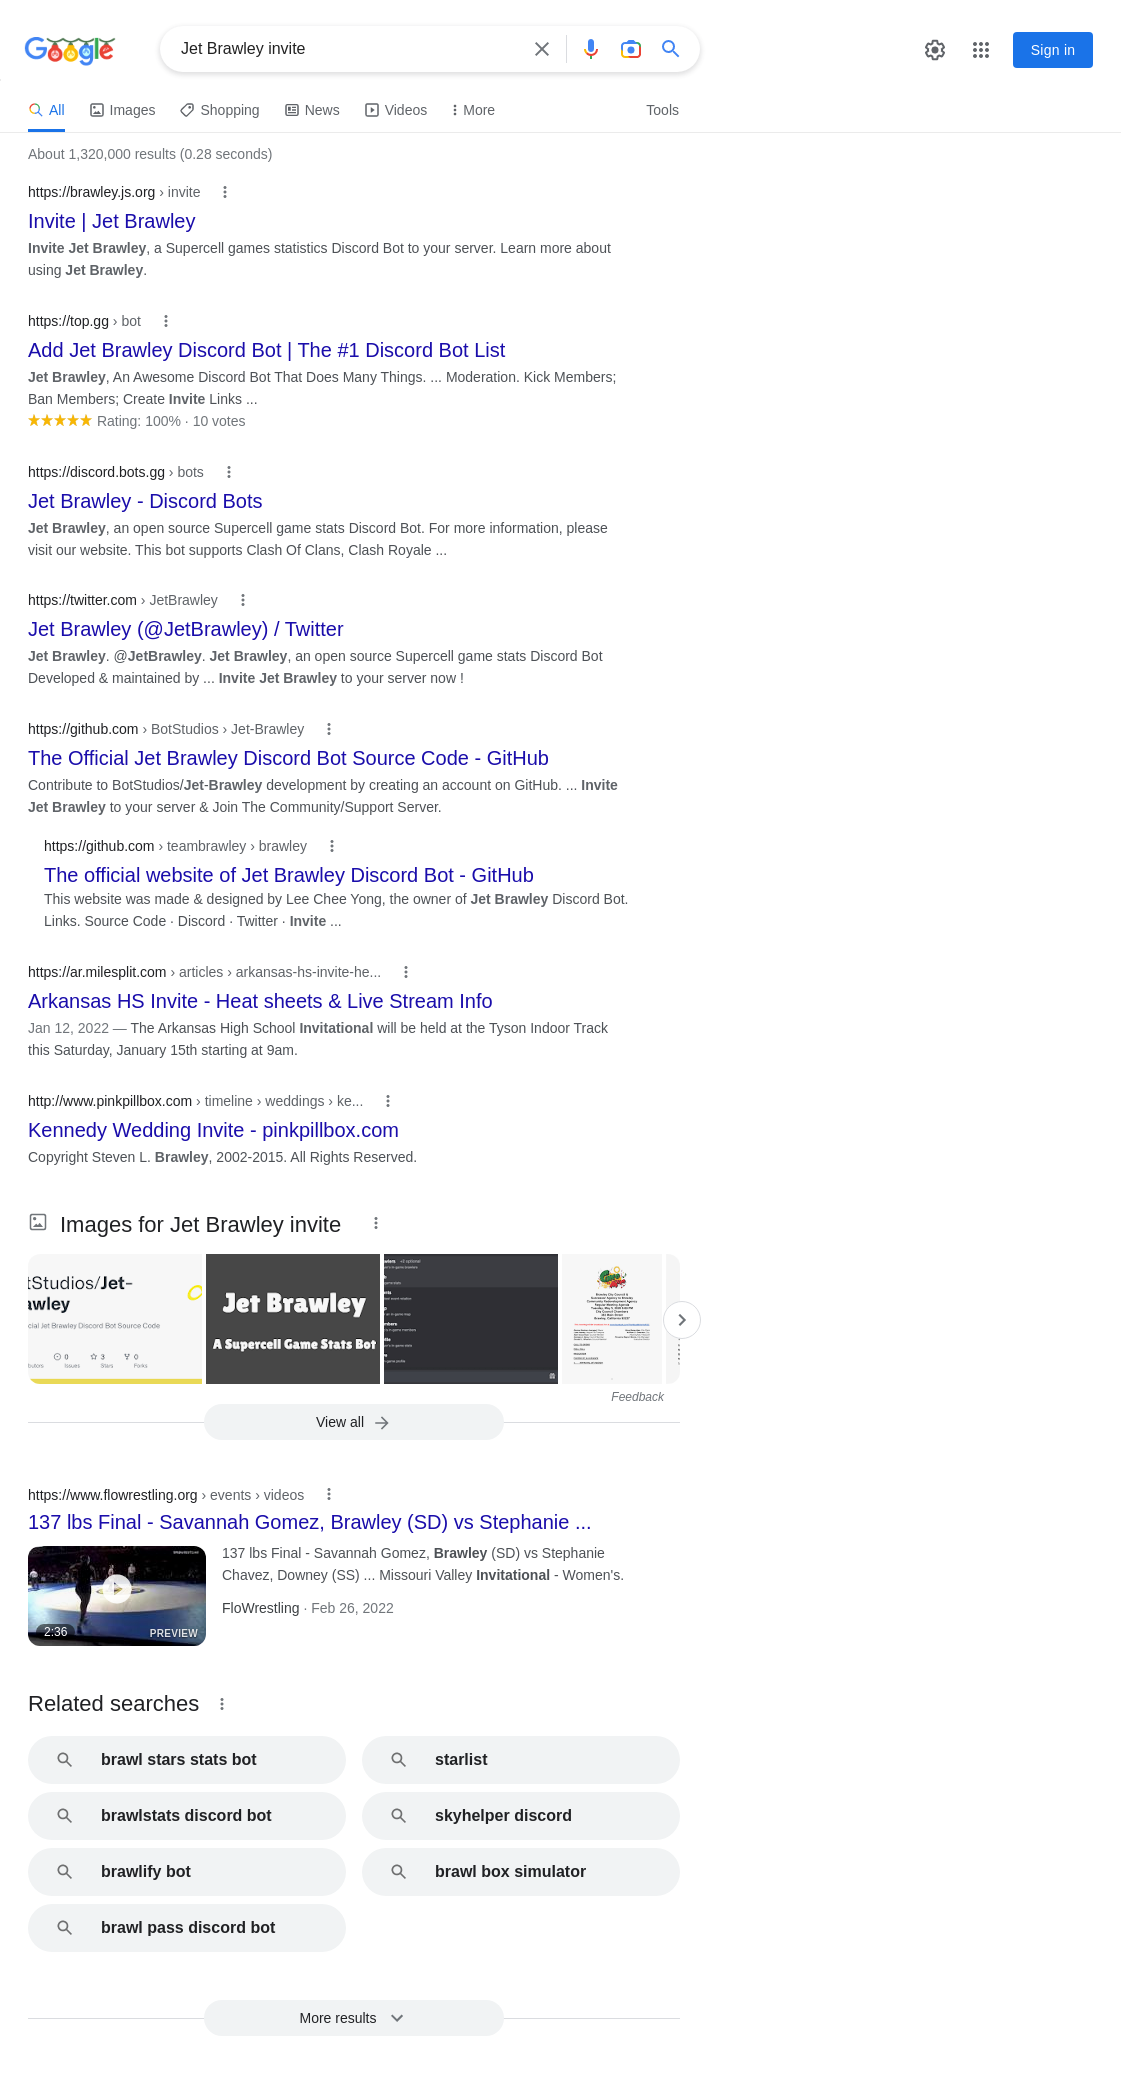 Google
Jet Brawley invite
Sign in
All Images Shopping News Videos More Tools
About 1,320,000 results (0.28 seconds)
https://brawley.js.org › invite
Invite | Jet Brawley
Invite Jet Brawley, a Supercell games statistics Discord Bot to your server. Learn more about
using Jet Brawley.
https://top.gg › bot
Add Jet Brawley Discord Bot | The #1 Discord Bot List
Jet Brawley, An Awesome Discord Bot That Does Many Things. ... Moderation. Kick Members;
Ban Members; Create Invite Links ...
Rating: 100% · 10 votes
https://discord.bots.gg › bots
Jet Brawley - Discord Bots
Jet Brawley, an open source Supercell game stats Discord Bot. For more information, please
visit our website. This bot supports Clash Of Clans, Clash Royale ...
https://twitter.com › JetBrawley
Jet Brawley (@JetBrawley) / Twitter
Jet Brawley. @JetBrawley. Jet Brawley, an open source Supercell game stats Discord Bot
Developed & maintained by ... Invite Jet Brawley to your server now !
https://github.com › BotStudios › Jet-Brawley
The Official Jet Brawley Discord Bot Source Code - GitHub
Contribute to BotStudios/Jet-Brawley development by creating an account on GitHub. ... Invite
Jet Brawley to your server & Join The Community/Support Server.
https://github.com › teambrawley › brawley
The official website of Jet Brawley Discord Bot - GitHub
This website was made & designed by Lee Chee Yong, the owner of Jet Brawley Discord Bot.
Links. Source Code · Discord · Twitter · Invite ...
https://ar.milesplit.com › articles › arkansas-hs-invite-he...
Arkansas HS Invite - Heat sheets & Live Stream Info
Jan 12, 2022 — The Arkansas High School Invitational will be held at the Tyson Indoor Track
this Saturday, January 15th starting at 9am.
http://www.pinkpillbox.com › timeline › weddings › ke...
Kennedy Wedding Invite - pinkpillbox.com
Copyright Steven L. Brawley, 2002-2015. All Rights Reserved.
Images for Jet Brawley invite
tStudios/Jet-
awley
cial Jet Brawley Discord Bot Source Code
0 3 0
Issues Stars Forks
Jet Brawley
A Supercell Game Stats Bot
Feedback
View all
https://www.flowrestling.org › events › videos
137 lbs Final - Savannah Gomez, Brawley (SD) vs Stephanie ...
137 lbs Final - Savannah Gomez, Brawley (SD) vs Stephanie
Chavez, Downey (SS) ... Missouri Valley Invitational - Women's.
FloWrestling · Feb 26, 2022
2:36 PREVIEW
Related searches
brawl stars stats bot
starlist
brawlstats discord bot
skyhelper discord
brawlify bot
brawl box simulator
brawl pass discord bot
More results